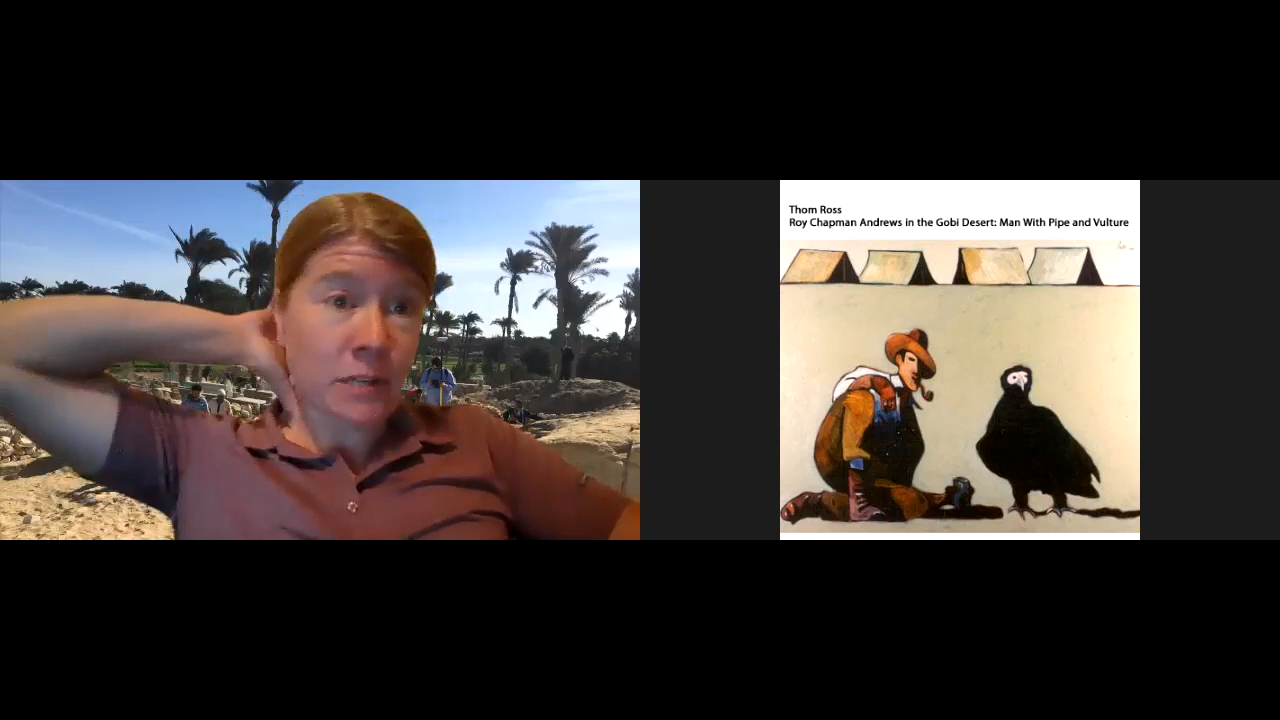 Thom Ross
Roy Chapman Andrews in the Gobi Desert: Man With Pipe and Vulture